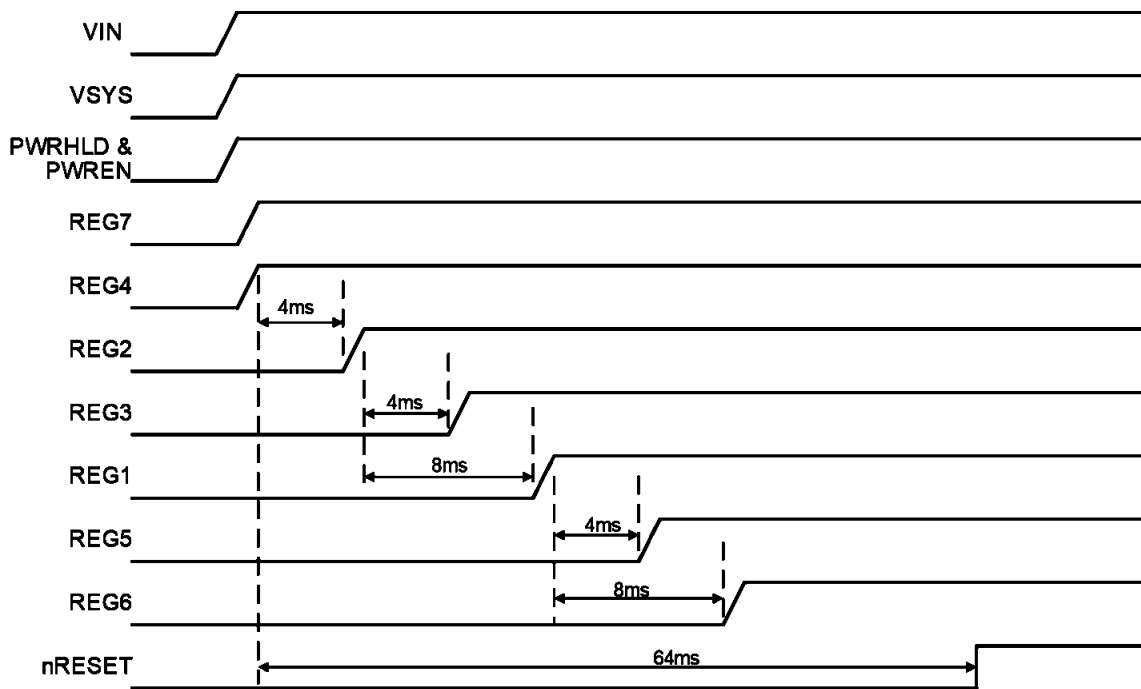 VIN
VSYS
PWRHLD &
PWREN
REG7
REG4
4ms
REG2
4ms
REG3
8ms
REG1
4ms
REG5
8ms
REG6
64ms
nRESET